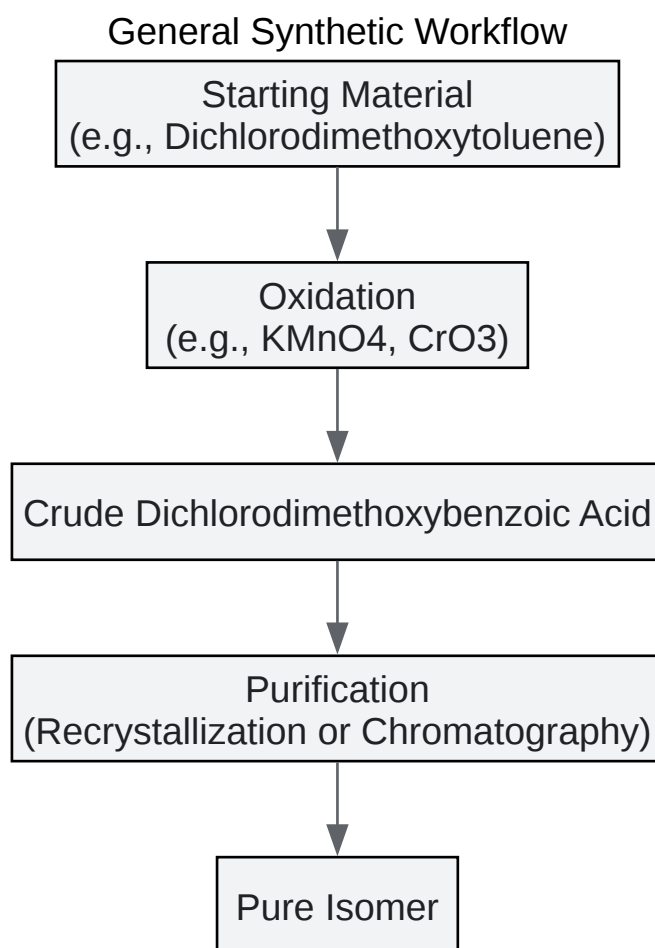 General Synthetic Workflow
Starting Material
(e.g., Dichlorodimethoxytoluene)
Oxidation
(e.g., KMnO4, CrO3)
Crude Dichlorodimethoxybenzoic Acid
Purification
(Recrystallization or Chromatography)
Pure Isomer